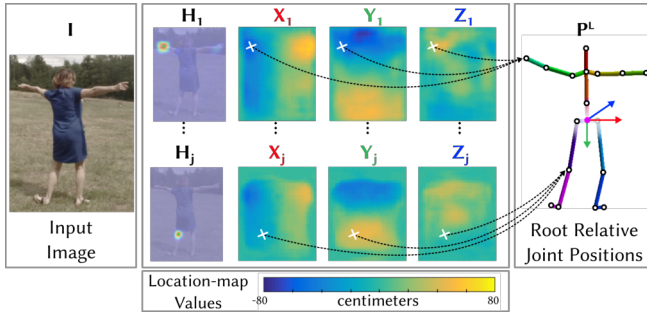 I
Input
Image
H₁ X₁ Y₁ Z₁
Hⱼ Xⱼ Yⱼ Zⱼ
Pᴸ
Root Relative
Joint Positions
Location-map
Values
-80 centimeters 80